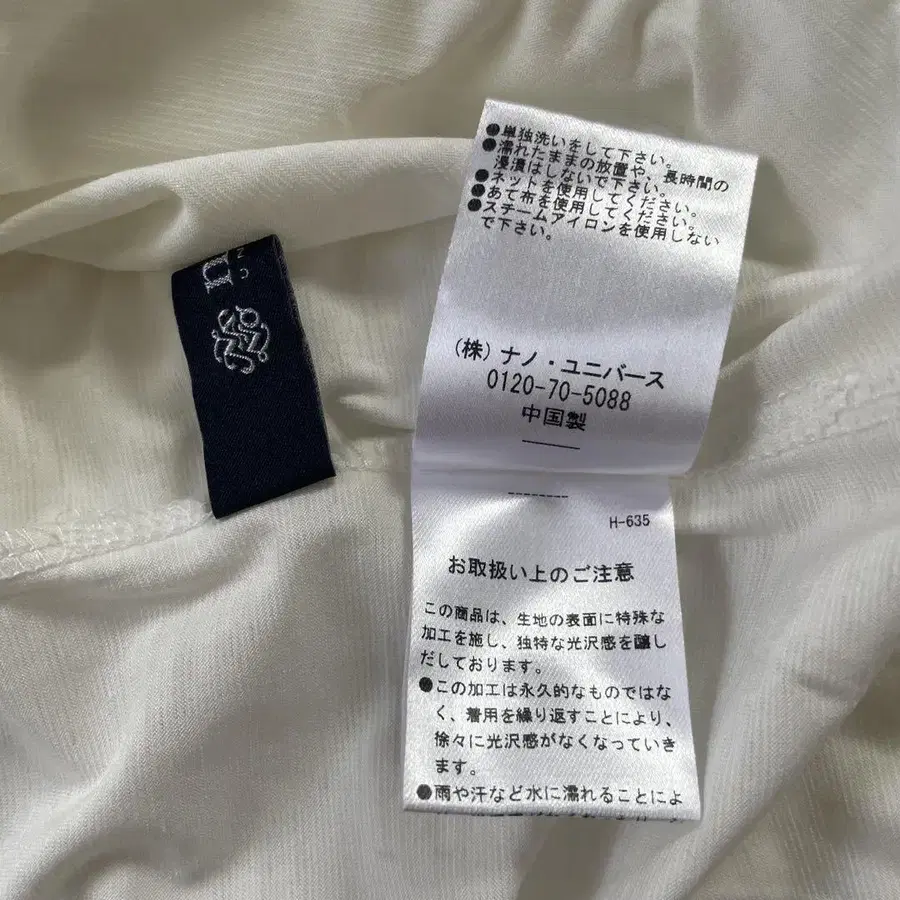 ●単独洗いをして下さい。
●濡れたままの放置や、長時間の
浸漬はしないで下さい。
●ネットを使用してください。
●あて布を使用してください。
●スチームアイロンを使用しない
で下さい。
(株) ナノ・ユニバース
0120-70-5088
中国製
H-635
お取扱い上のご注意
この商品は、生地の表面に特殊な
加工を施し、独特な光沢感を醸し
だしております。
●この加工は永久的なものではな
く、着用を繰り返すことにより、
徐々に光沢感がなくなっていき
ます。
●雨や汗など水に濡れることによ